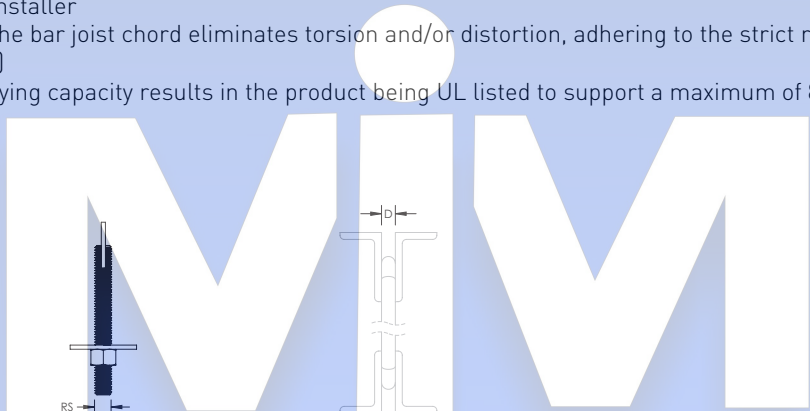 nstaller
he bar joist chord eliminates torsion and/or distortion, adhering to the strict r
)
ying capacity results in the product being UL listed to support a maximum of
MiM
D
RS